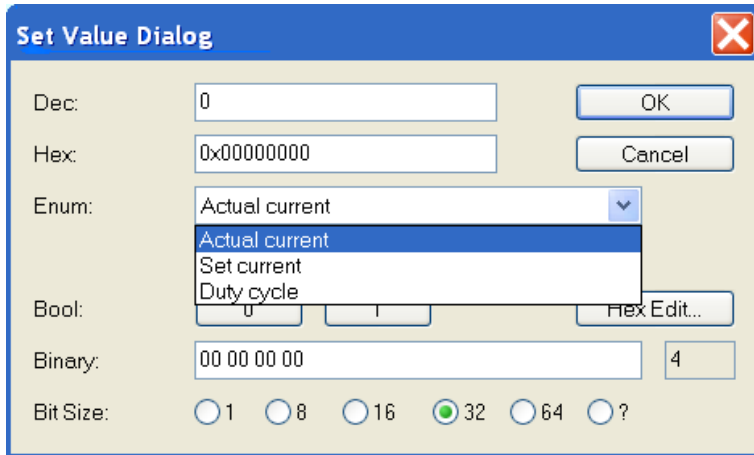 Set Value Dialog
Dec: 0 OK
Hex: 0x00000000 Cancel
Enum: Actual current
Actual current
Set current
Duty cycle
Bool: 0 1 Hex Edit...
Binary: 00 00 00 00 4
Bit Size: 1 8 16 32 64 ?